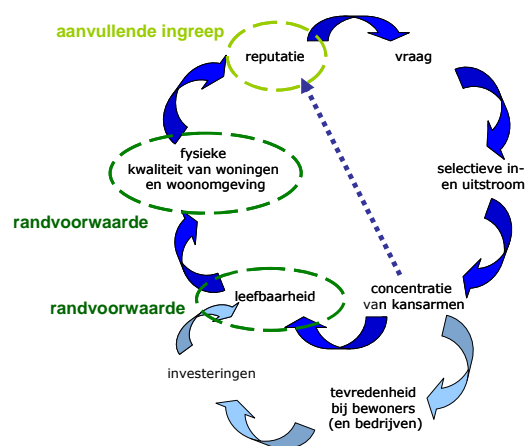 aanvullende ingreep
reputatie
vraag
fysieke
kwaliteit van woningen
en woonomgeving
selectieve in-
en uitstroom
randvoorwaarde
randvoorwaarde
leefbaarheid
concentratie
van kansarmen
investeringen
tevredenheid
bij bewoners
(en bedrijven)